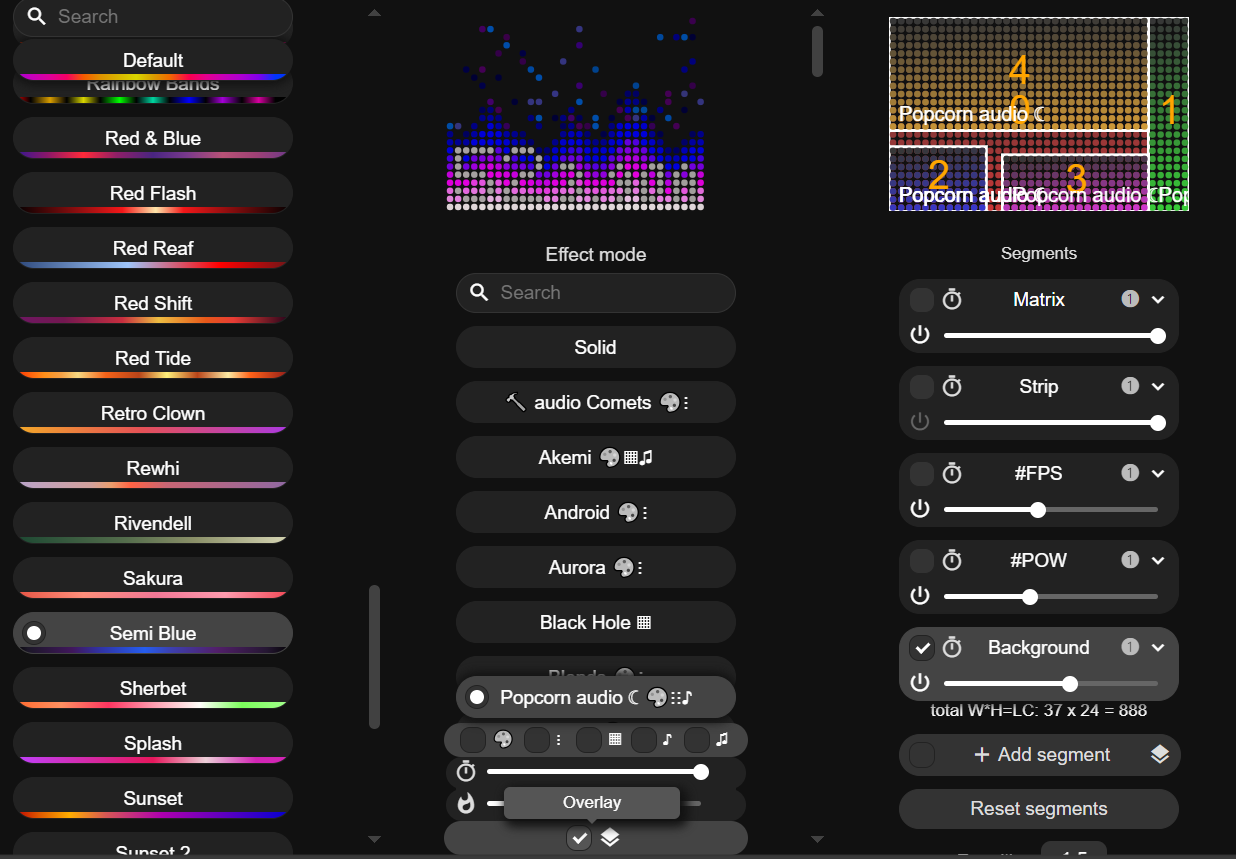 Search
Default
Rainbow Bands
Red & Blue
Red Flash
Red Reaf
Red Shift
Red Tide
Retro Clown
Rewhi
Rivendell
Sakura
Semi Blue
Sherbet
Splash
Sunset
Sunset 2
Effect mode
Search
Solid
audio Comets
Akemi
Android
Aurora
Black Hole
Blends
Popcorn audio
Overlay
4
0
1
Popcorn audio
2
3
Popcorn audio
Popcorn audio
Pop
Segments
Matrix 1
Strip 1
#FPS 1
#POW 1
Background 1
total W*H=LC: 37 x 24 = 888
+ Add segment
Reset segments